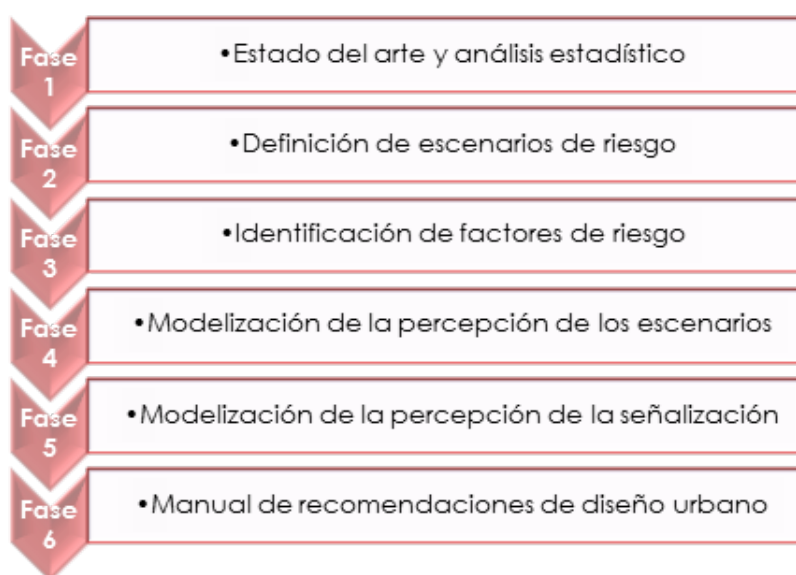 Fase
1
•Estado del arte y análisis estadístico
Fase
2
•Definición de escenarios de riesgo
Fase
3
•Identificación de factores de riesgo
Fase
4
•Modelización de la percepción de los escenarios
Fase
5
•Modelización de la percepción de la señalización
Fase
6
•Manual de recomendaciones de diseño urbano